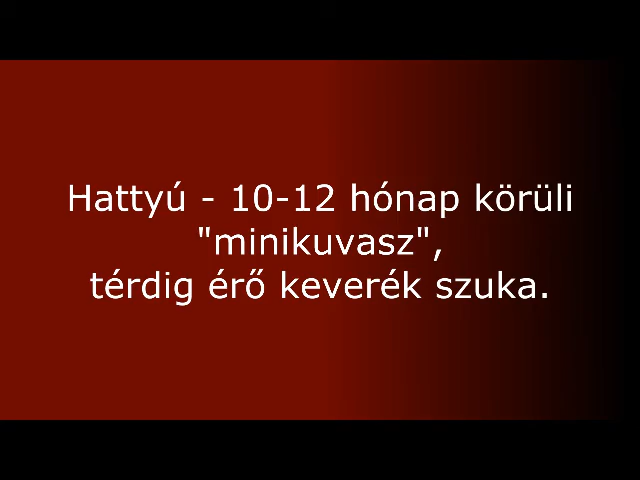 Hattyú - 10-12 hónap körüli
"minikuvasz",
térdig érő keverék szuka.